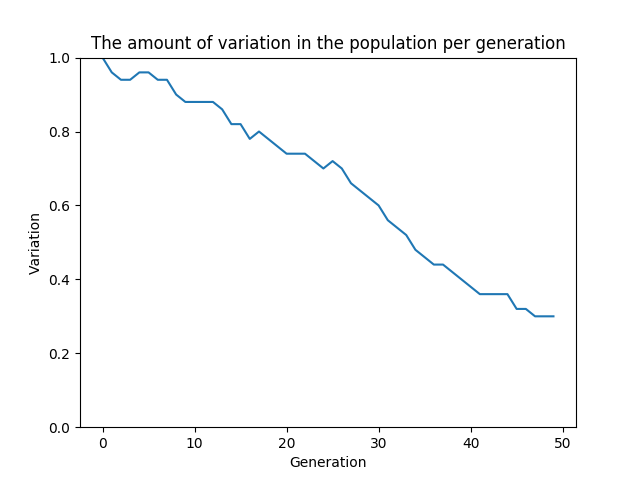 The amount of variation in the population per generation
1.0
0.8
0.6
0.4
0.2
0.0
Variation
0 10 20 30 40 50
Generation